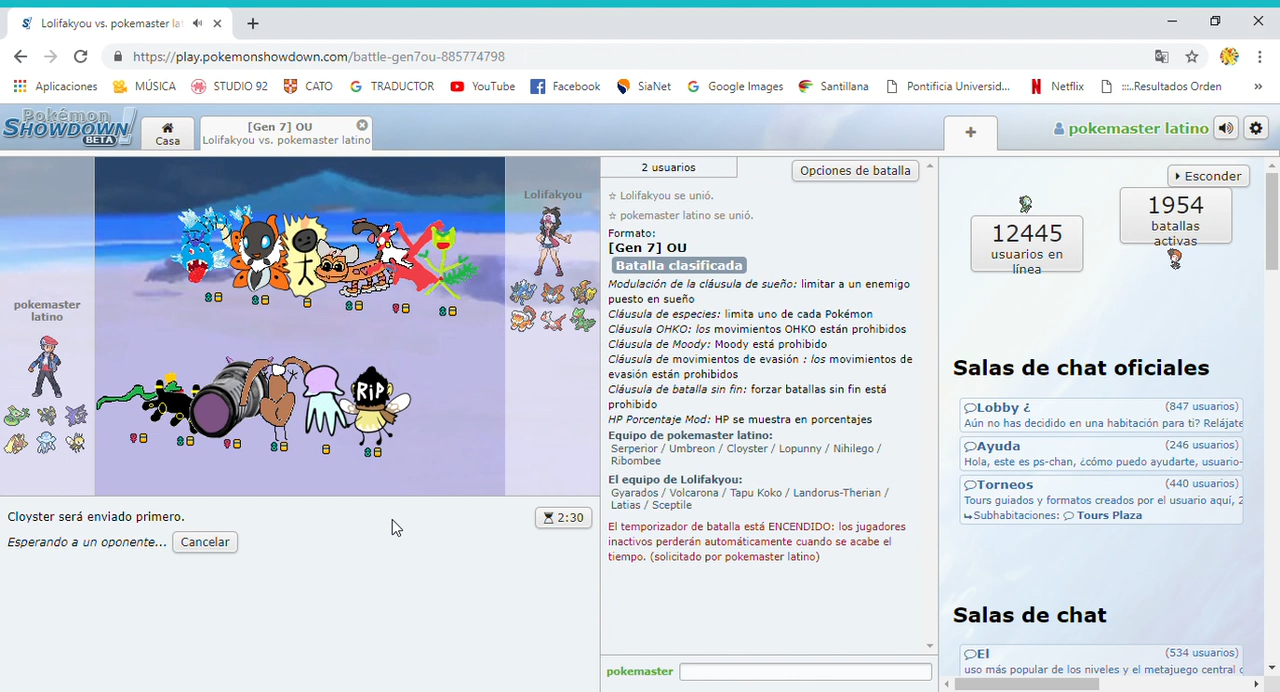 Lolifakyou vs. pokemaster lat
https://play.pokemonshowdown.com/battle-gen7ou-885774798
Aplicaciones
MÚSICA
STUDIO 92
CATO
TRADUCTOR
YouTube
Facebook
SiaNet
Google Images
Santillana
Pontificia Universid...
Netflix
:::..Resultados Orden
»
Pokémon
SHOWDOWN!
BETA
Casa
[Gen 7] OU
Lolifakyou vs. pokemaster latino
+
pokemaster latino
pokemaster
latino
Lolifakyou
RiP
Cloyster será enviado primero.
Esperando a un oponente... Cancelar
2:30
2 usuarios
Opciones de batalla
☆ Lolifakyou se unió.
☆ pokemaster latino se unió.
Formato:
[Gen 7] OU
Batalla clasificada
Modulación de la cláusula de sueño: limitar a un enemigo
puesto en sueño
Cláusula de especies: limita uno de cada Pokémon
Cláusula OHKO: los movimientos OHKO están prohibidos
Cláusula de Moody: Moody está prohibido
Cláusula de movimientos de evasión : los movimientos de
evasión están prohibidos
Cláusula de batalla sin fin: forzar batallas sin fin está
prohibido
HP Porcentaje Mod: HP se muestra en porcentajes
Equipo de pokemaster latino:
Serperior / Umbreon / Cloyster / Lopunny / Nihilego /
Ribombee
El equipo de Lolifakyou:
Gyarados / Volcarona / Tapu Koko / Landorus-Therian /
Latias / Sceptile
El temporizador de batalla está ENCENDIDO: los jugadores
inactivos perderán automáticamente cuando se acabe el
tiempo. (solicitado por pokemaster latino)
pokemaster
Esconder
12445
usuarios en
línea
1954
batallas
activas
Salas de chat oficiales
Lobby ¿ (847 usuarios)
Aún no has decidido en una habitación para ti? Relájate
Ayuda (246 usuarios)
Hola, este es ps-chan, ¿cómo puedo ayudarte, usuario-
Torneos (440 usuarios)
Tours guiados y formatos creados por el usuario aquí, 2
↳Subhabitaciones: Tours Plaza
Salas de chat
El (534 usuarios)
uso más popular de los niveles y el metajuego central d